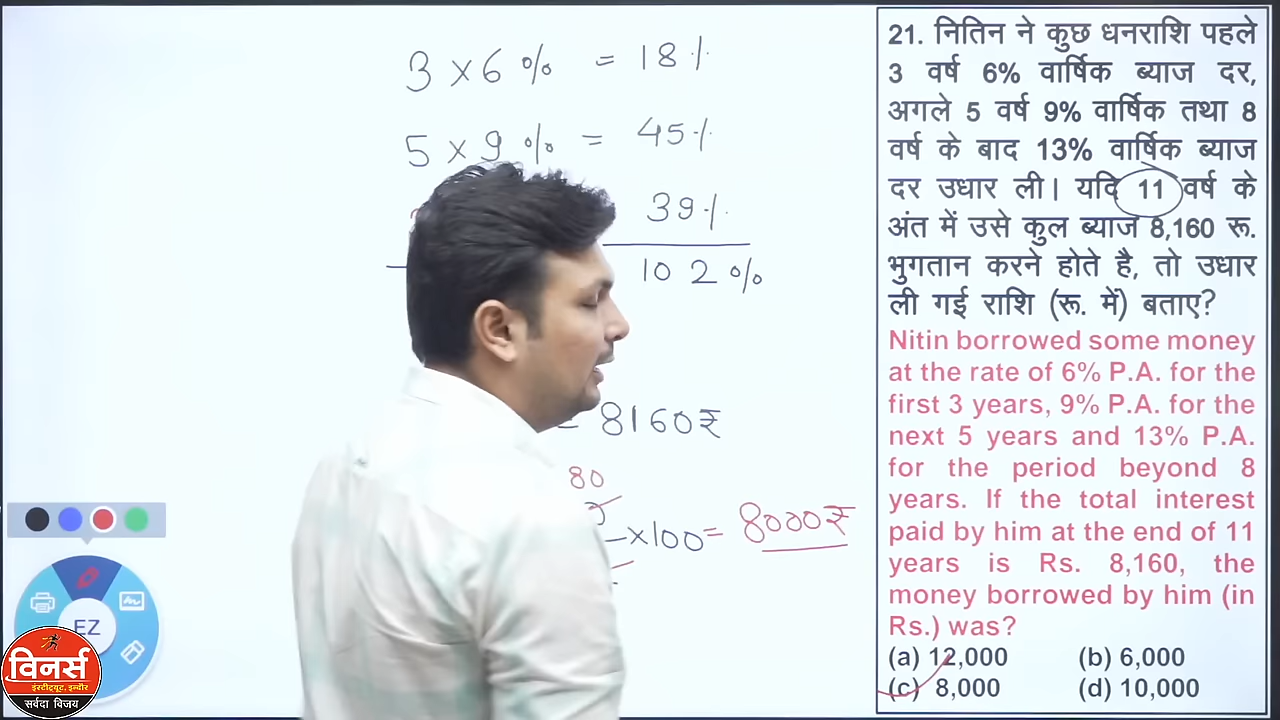 3 × 6 % = 18 %
5 × 9 % = 45 %
39 %
102 %
= 8160 ₹
80
×100 = 8000 ₹
21. नितिन ने कुछ धनराशि पहले
3 वर्ष 6% वार्षिक ब्याज दर,
अगले 5 वर्ष 9% वार्षिक तथा 8
वर्ष के बाद 13% वार्षिक ब्याज
दर उधार ली। यदि 11 वर्ष के
अंत में उसे कुल ब्याज 8,160 रू.
भुगतान करने होते है, तो उधार
ली गई राशि (रू. में) बताए?
Nitin borrowed some money
at the rate of 6% P.A. for the
first 3 years, 9% P.A. for the
next 5 years and 13% P.A.
for the period beyond 8
years. If the total interest
paid by him at the end of 11
years is Rs. 8,160, the
money borrowed by him (in
Rs.) was?
(a) 12,000 (b) 6,000
(c) 8,000 (d) 10,000
EZ
विनर्स
इंस्टीट्यूट, इन्दौर
सर्वदा विजय